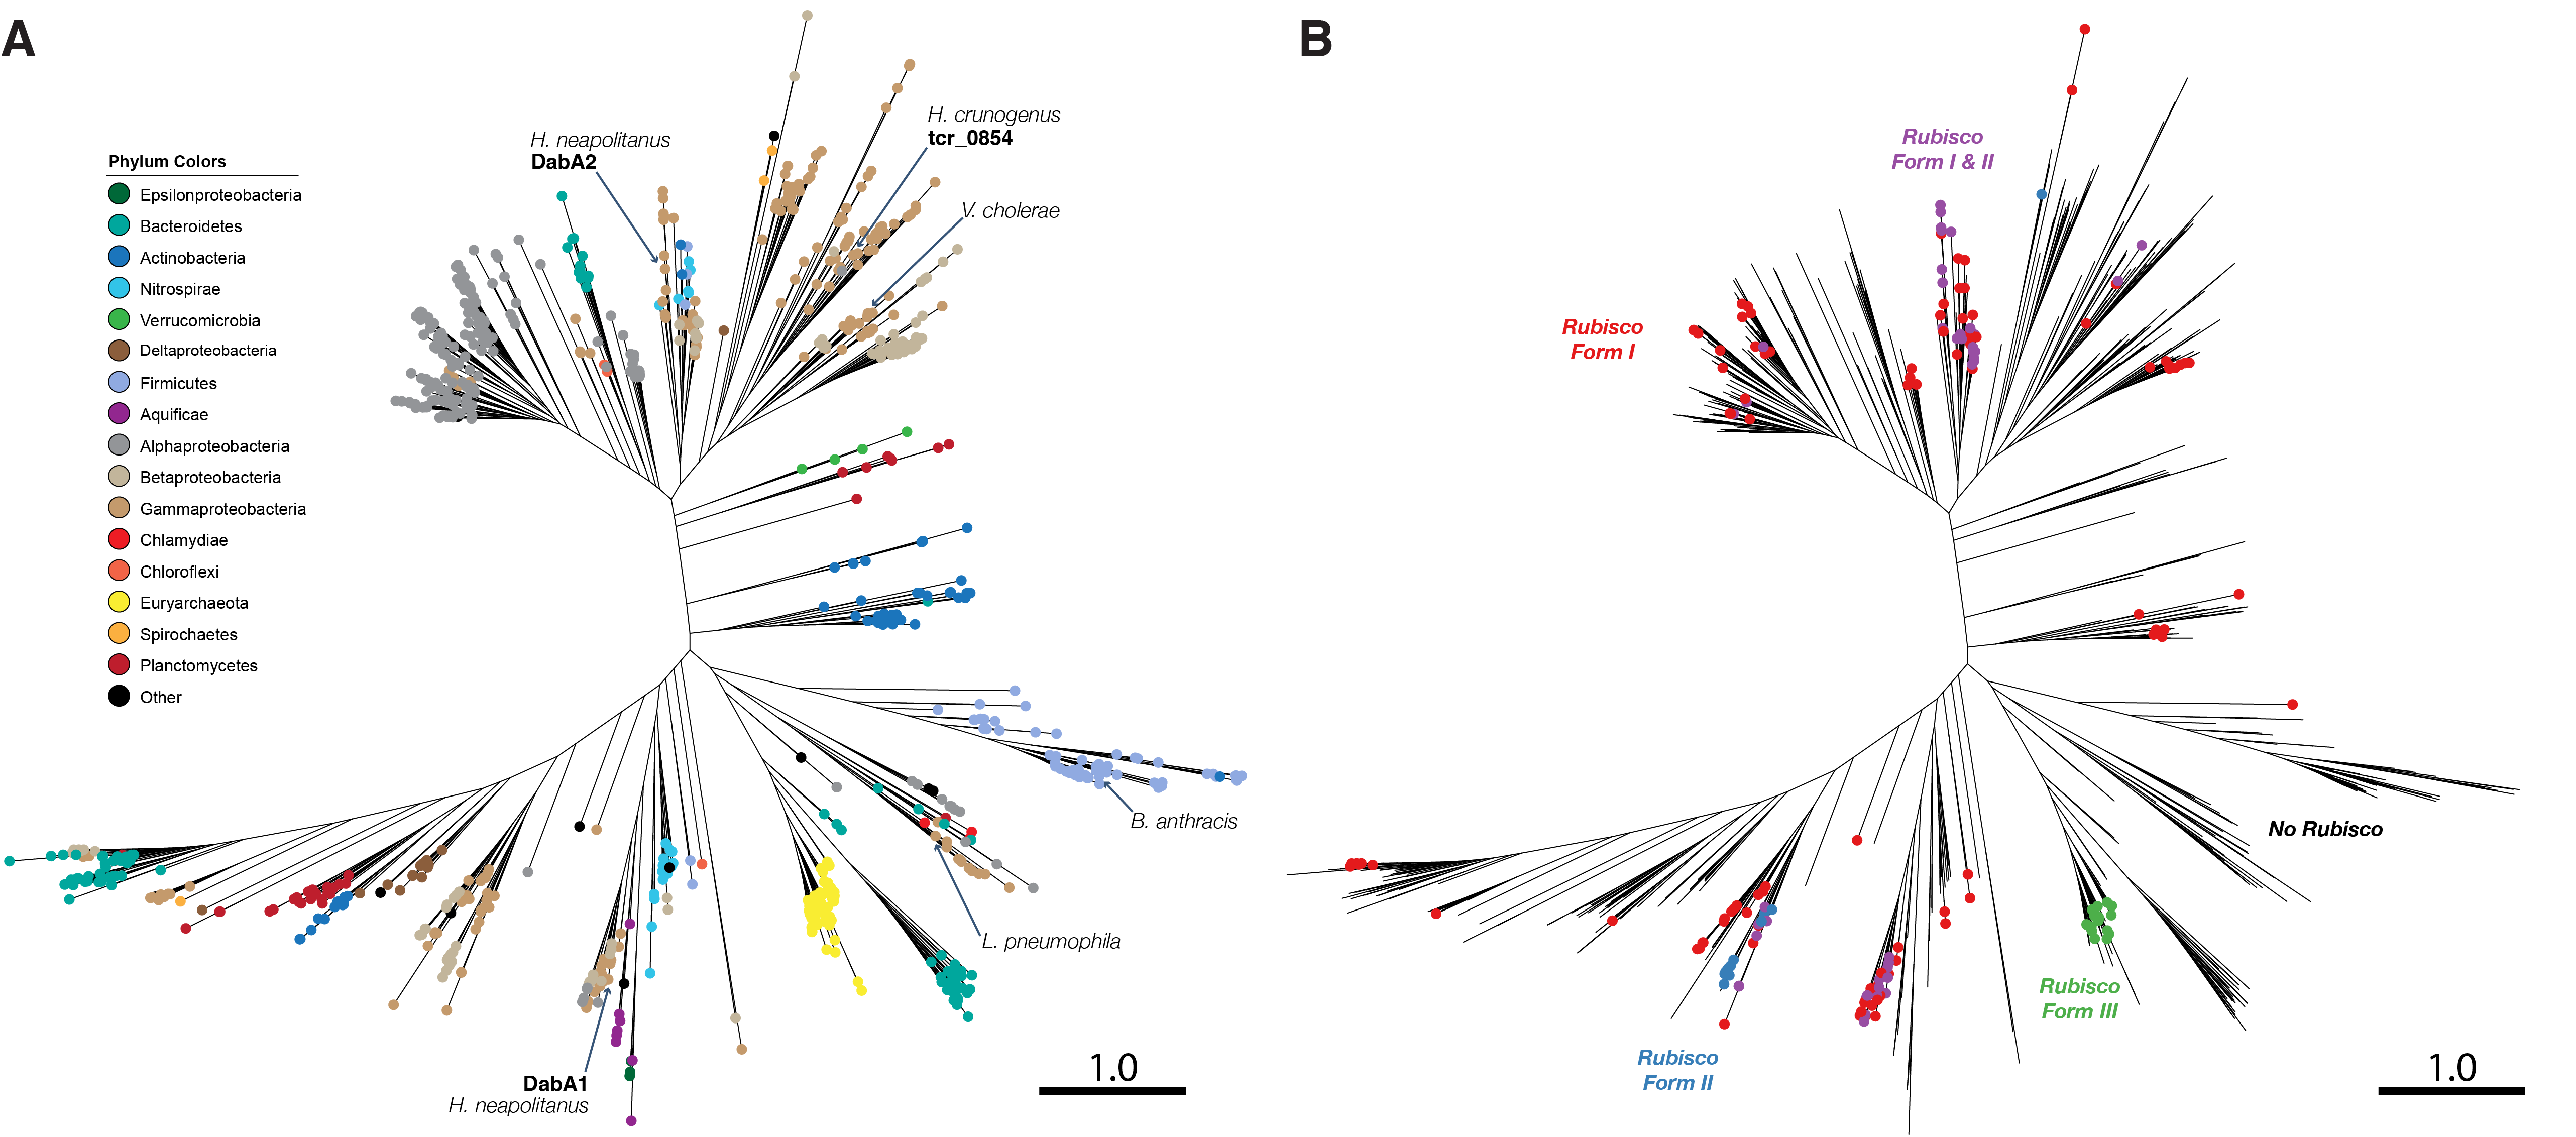 A
H. neapolitanus
DabA2
H. crunogenus
tcr_0854
V. cholerae
Phylum Colors
Epsilonproteobacteria
Bacteroidetes
Actinobacteria
Nitrospirae
Verrucomicrobia
Deltaproteobacteria
Firmicutes
Aquificae
Alphaproteobacteria
Betaproteobacteria
Gammaproteobacteria
Chlamydiae
Chloroflexi
Euryarchaeota
Spirochaetes
Planctomycetes
Other
B. anthracis
L. pneumophila
DabA1
H. neapolitanus
1.0
B
Rubisco
Form I & II
Rubisco
Form I
No Rubisco
Rubisco
Form III
Rubisco
Form II
1.0